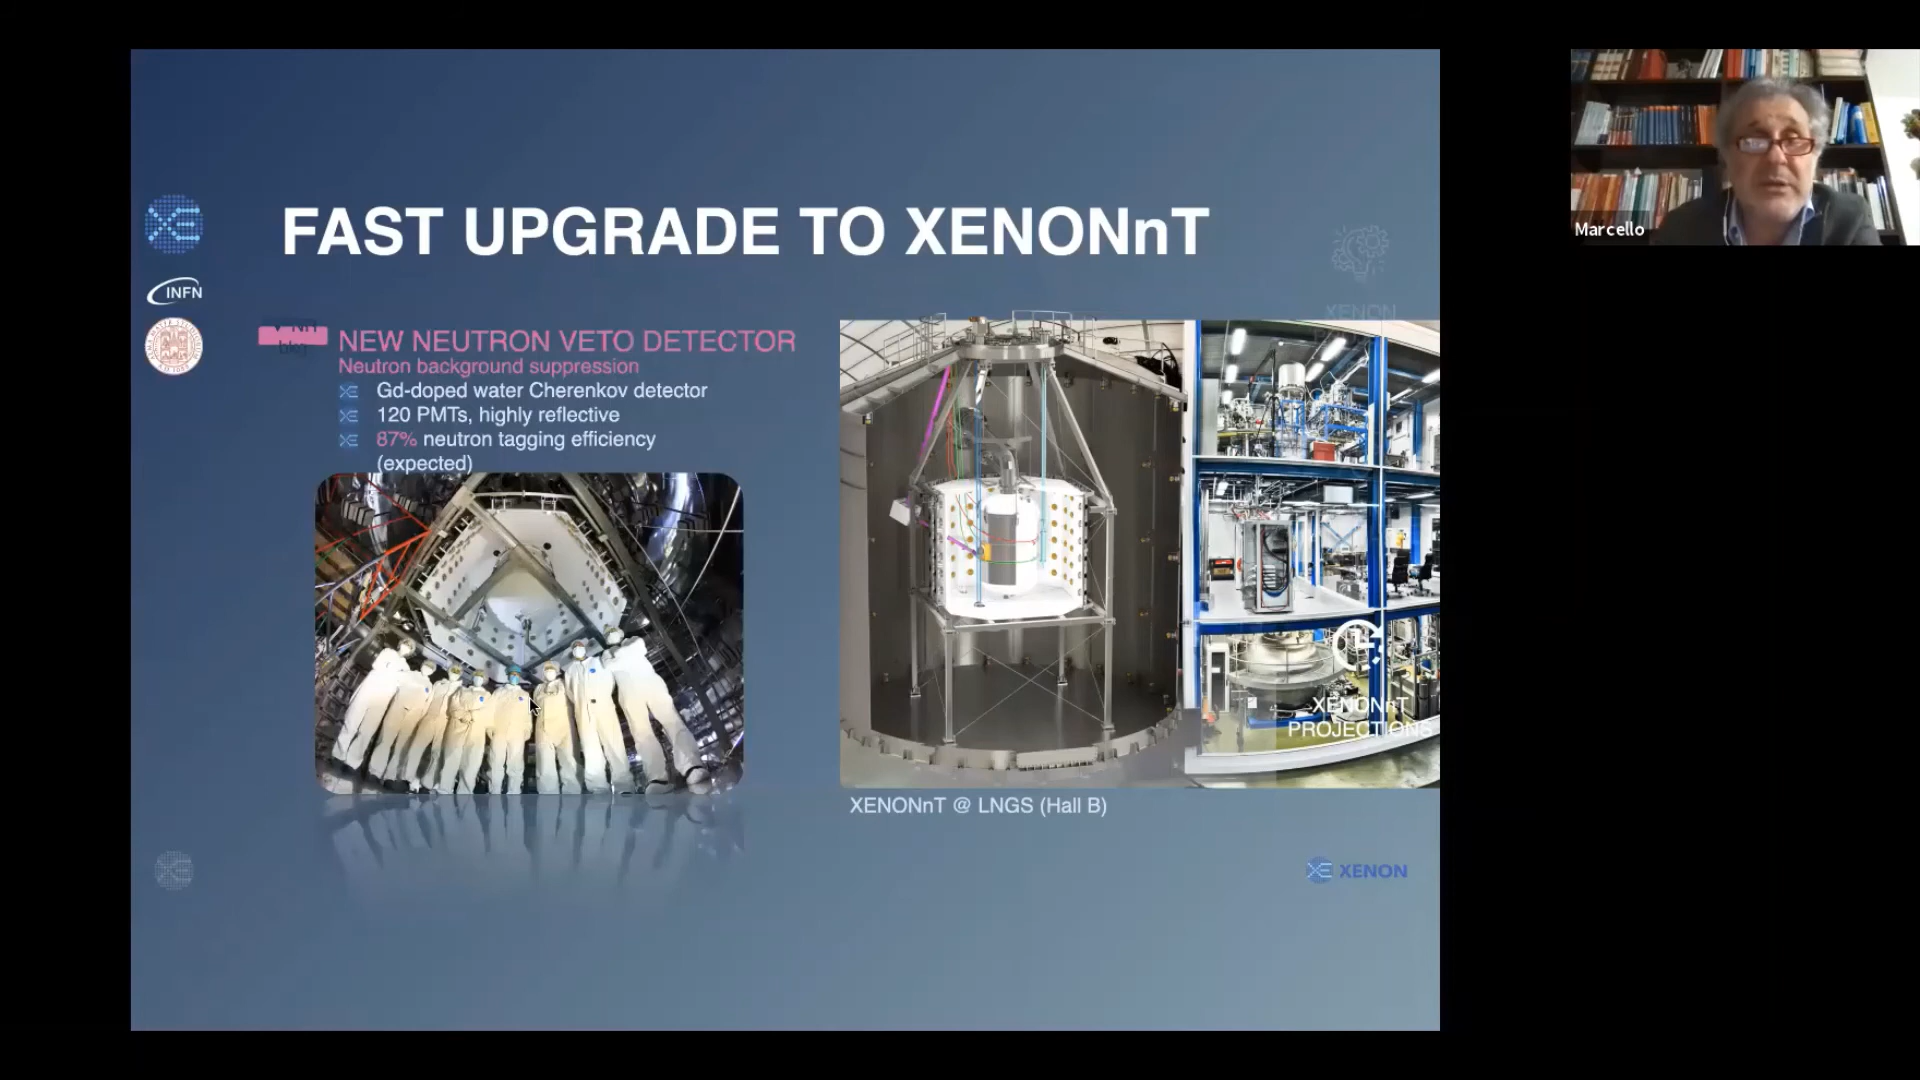 FAST UPGRADE TO XENONnT
INFN
NEW NEUTRON VETO DETECTOR
Neutron background suppression
Gd-doped water Cherenkov detector
120 PMTs, highly reflective
87% neutron tagging efficiency
(expected)
XENON
XENONnT
PROJECTIONS
XENONnT @ LNGS (Hall B)
XENON
Marcello